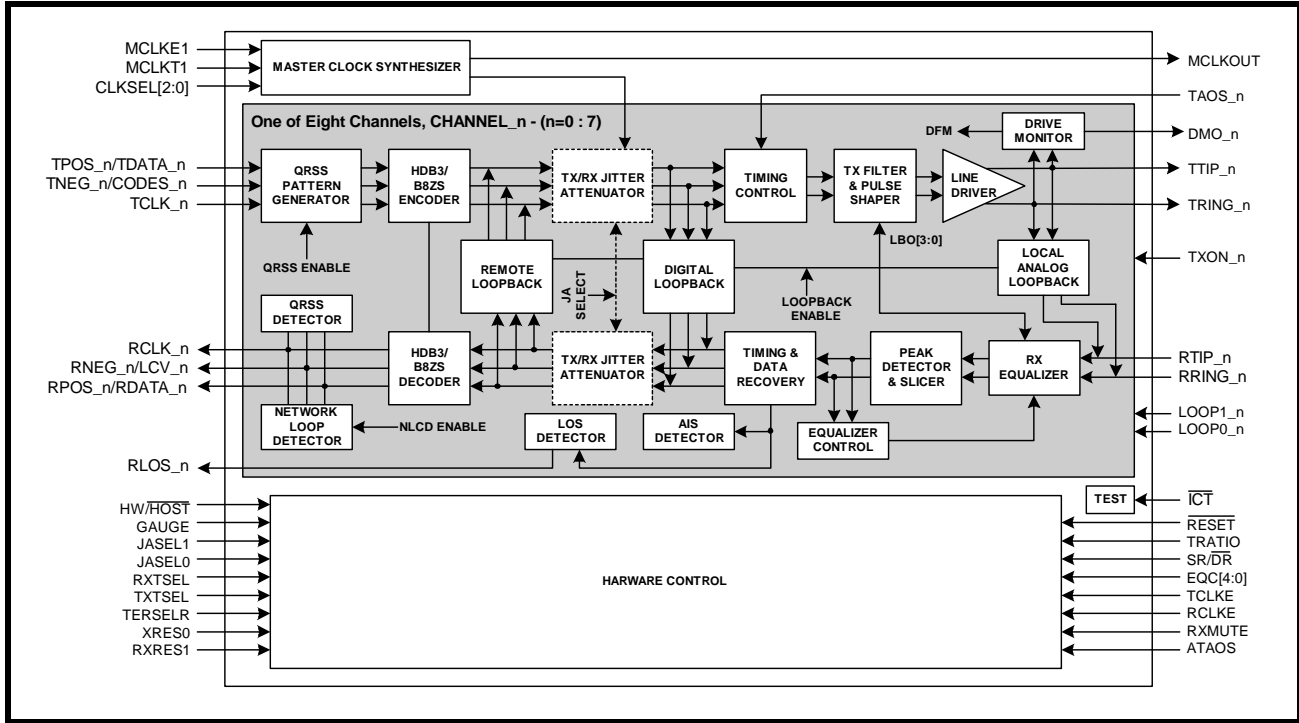 MCLKE1
MCLKT1
CLKSEL[2:0]
MASTER CLOCK SYNTHESIZER
MCLKOUT
TAOS_n
One of Eight Channels, CHANNEL_n - (n=0 : 7)
DFM
DRIVE
MONITOR
DMO_n
TPOS_n/TDATA_n
TNEG_n/CODES_n
TCLK_n
QRSS
PATTERN
GENERATOR
HDB3/
B8ZS
ENCODER
TX/RX JITTER
ATTENUATOR
TIMING
CONTROL
TX FILTER
& PULSE
SHAPER
LINE
DRIVER
TTIP_n
TRING_n
QRSS ENABLE
REMOTE
LOOPBACK
JA
SELECT
DIGITAL
LOOPBACK
LOOPBACK
ENABLE
LBO[3:0]
LOCAL
ANALOG
LOOPBACK
TXON_n
QRSS
DETECTOR
RCLK_n
RNEG_n/LCV_n
RPOS_n/RDATA_n
HDB3/
B8ZS
DECODER
TX/RX JITTER
ATTENUATOR
TIMING &
DATA
RECOVERY
PEAK
DETECTOR
& SLICER
RX
EQUALIZER
RTIP_n
RRING_n
NETWORK
LOOP
DETECTOR
NLCD ENABLE
LOS
DETECTOR
AIS
DETECTOR
EQUALIZER
CONTROL
LOOP1_n
LOOP0_n
RLOS_n
TEST
ICT
HW/HOST
GAUGE
JASEL1
JASEL0
RXTSEL
TXTSEL
TERSELR
XRES0
RXRES1
HARWARE CONTROL
RESET
TRATIO
SR/DR
EQC[4:0]
TCLKE
RCLKE
RXMUTE
ATAOS